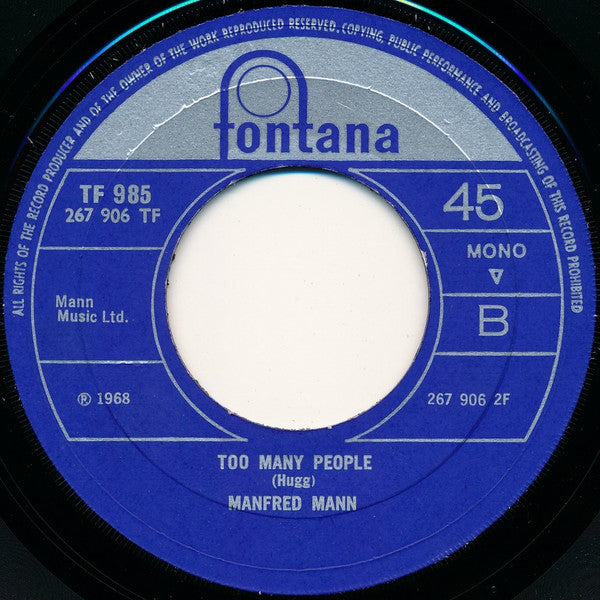 ALL RIGHTS OF THE RECORD PRODUCER AND OF THE OWNER OF THE WORK REPRODUCED RESERVED. COPYING, PUBLIC PERFORMANCE AND BROADCASTING OF THIS RECORD PROHIBITED
fontana
TF 985
267 906 TF
45
MONO
Mann
Music Ltd.
B
℗ 1968
267 906 2F
TOO MANY PEOPLE
(Hugg)
MANFRED MANN